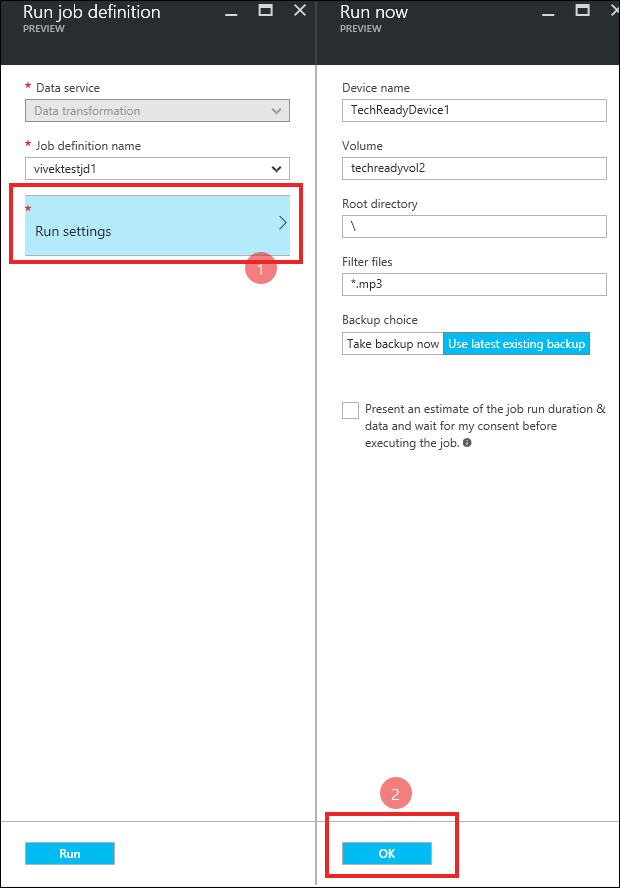 Run job definition
PREVIEW
* Data service
Data transformation
* Job definition name
vivektestjd1
*
Run settings
1
Run
Run now
PREVIEW
Device name
TechReadyDevice1
Volume
techreadyvol2
Root directory
\
Filter files
*.mp3
Backup choice
Take backup now Use latest existing backup
Present an estimate of the job run duration &
data and wait for my consent before
executing the job.
2
OK